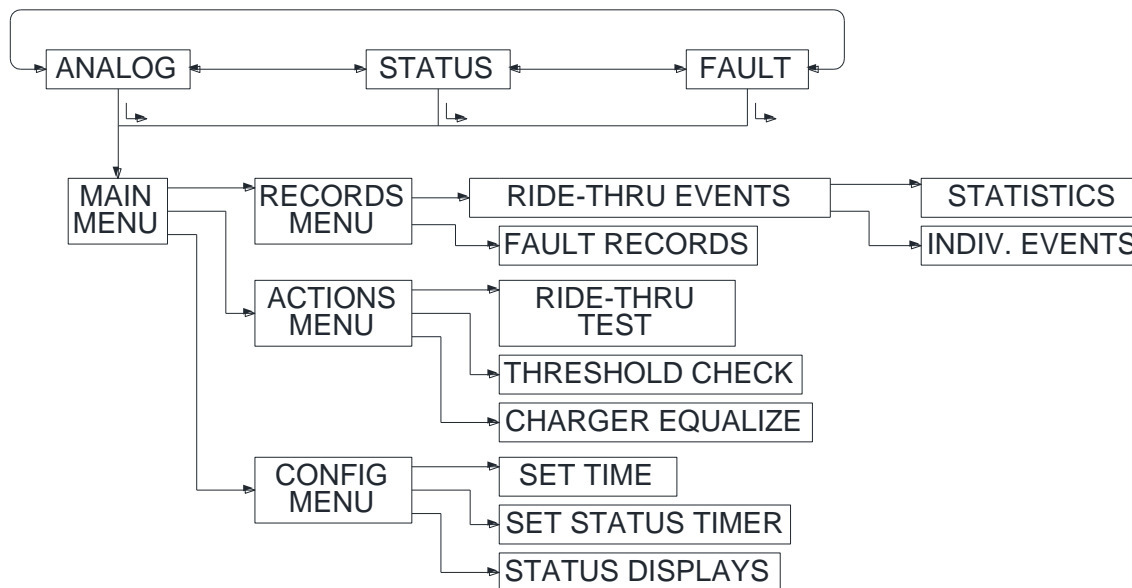 ANALOG
STATUS
FAULT
MAIN
MENU
RECORDS
MENU
RIDE-THRU EVENTS
STATISTICS
FAULT RECORDS
INDIV. EVENTS
ACTIONS
MENU
RIDE-THRU
TEST
THRESHOLD CHECK
CHARGER EQUALIZE
CONFIG
MENU
SET TIME
SET STATUS TIMER
STATUS DISPLAYS